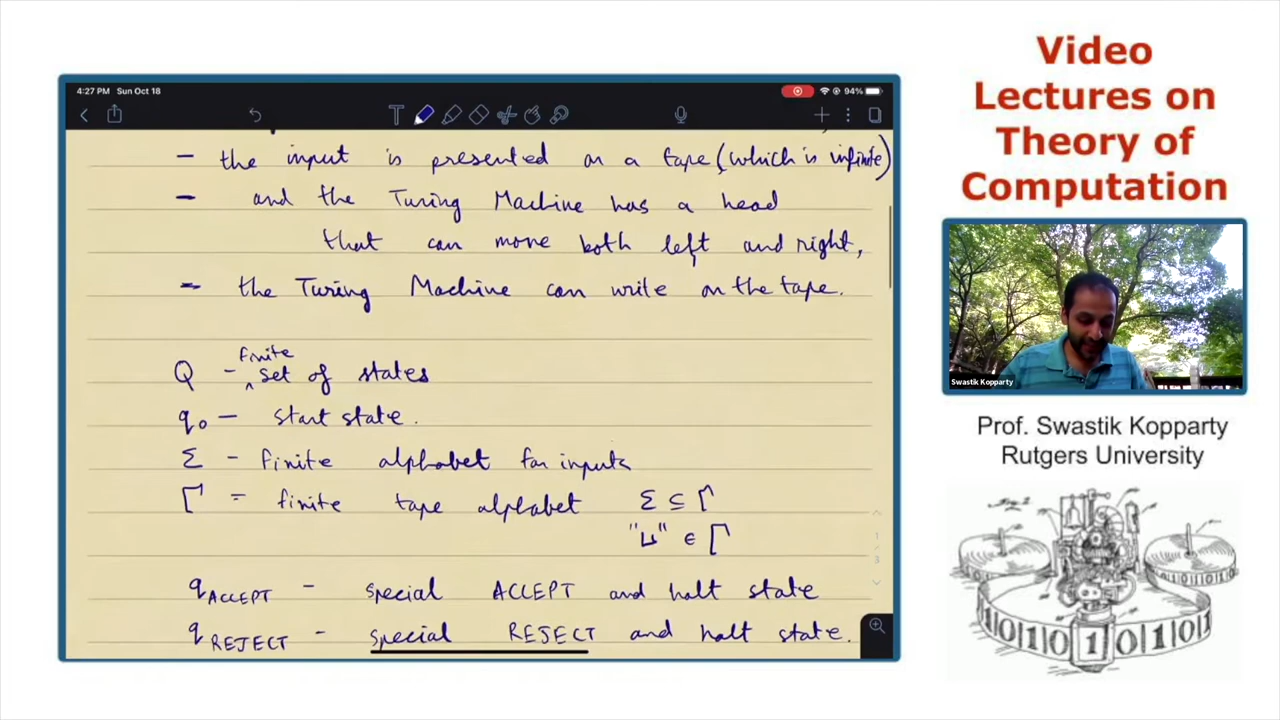 Video
Lectures on
Theory of
Computation
4:27 PM Sun Oct 18
94%
- the input is presented on a tape (which is infinite)
- and the Turing Machine has a head
that can move both left and right,
- the Turing Machine can write on the tape.
Q - finite set of states
q₀ - start state.
Σ - finite alphabet for inputs
Γ = finite tape alphabet Σ ⊆ Γ
"⊔" ∈ Γ
q ACCEPT - special ACCEPT and halt state
q REJECT - special REJECT and halt state.
Swastik Kopparty
Prof. Swastik Kopparty
Rutgers University